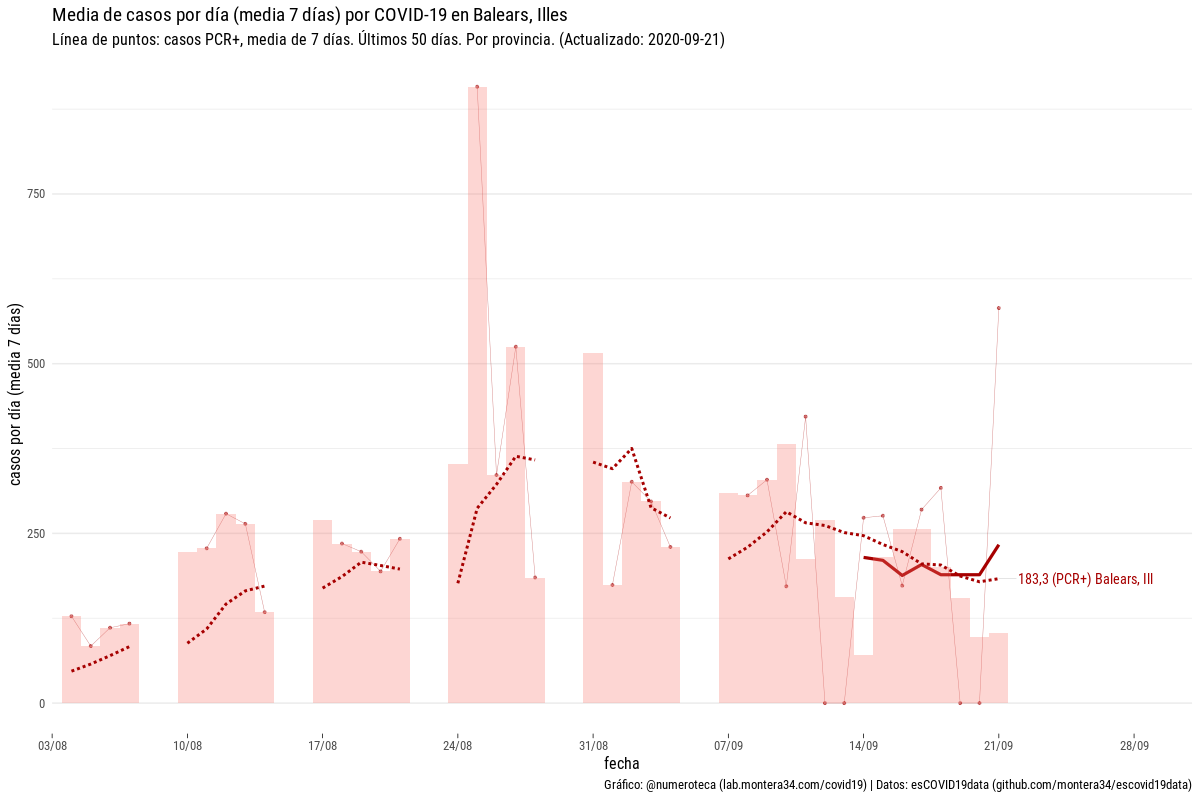 Media de casos por día (media 7 días) por COVID-19 en Balears, Illes
Línea de puntos: casos PCR+, media de 7 días. Últimos 50 días. Por provincia. (Actualizado: 2020-09-21)
casos por día (media 7 días)
750
500
250
0
183,3 (PCR+) Balears, Ill
03/08
10/08
17/08
24/08
31/08
07/09
14/09
21/09
28/09
fecha
Gráfico: @numeroteca (lab.montera34.com/covid19) | Datos: esCOVID19data (github.com/montera34/escovid19data)